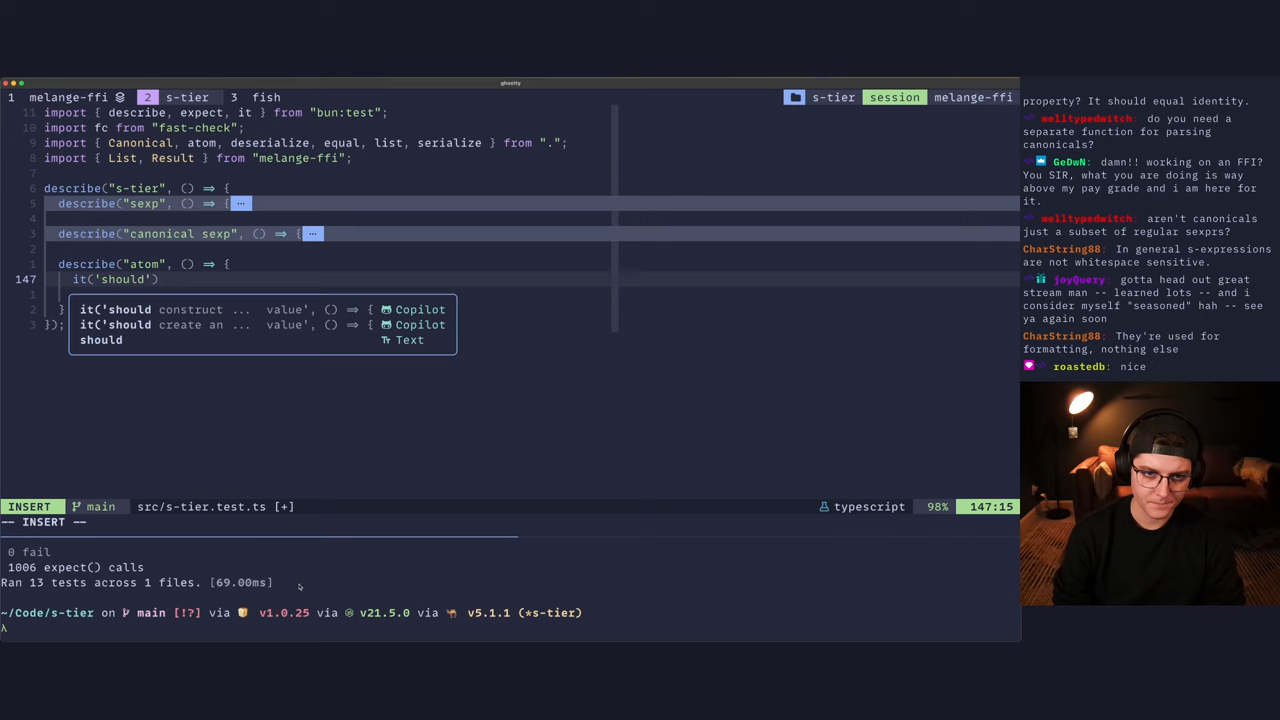 ghostty
1 melange-ffi 2 s-tier 3 fish s-tier session melange-ffi
11 import { describe, expect, it } from "bun:test";
10 import fc from "fast-check";
9 import { Canonical, atom, deserialize, equal, list, serialize } from ".";
8 import { List, Result } from "melange-ffi";
7
6 describe("s-tier", () => {
5 describe("sexp", () => { ...
4
3 describe("canonical sexp", () => { ...
2
1 describe("atom", () => {
147 it('should')
1
2 }
3 });
it('should construct ... value', () => { Copilot
it('should create an ... value', () => { Copilot
should Text
INSERT main src/s-tier.test.ts [+] typescript 98% 147:15
-- INSERT --
0 fail
1006 expect() calls
Ran 13 tests across 1 files. [69.00ms]
~/Code/s-tier on main [!?] via v1.0.25 via v21.5.0 via v5.1.1 (*s-tier)
λ
property? It should equal identity.
welltypedwitch: do you need a
separate function for parsing
canonicals?
GeDwN: damn!! working on an FFI?
You SIR, what you are doing is way
above my pay grade and i am here for
it.
welltypedwitch: aren't canonicals
just a subset of regular sexprs?
CharString88: In general s-expressions
are not whitespace sensitive.
joyQuery: gotta head out great
stream man -- learned lots -- and i
consider myself "seasoned" hah -- see
ya again soon
CharString88: They're used for
formatting, nothing else
roastedb: nice